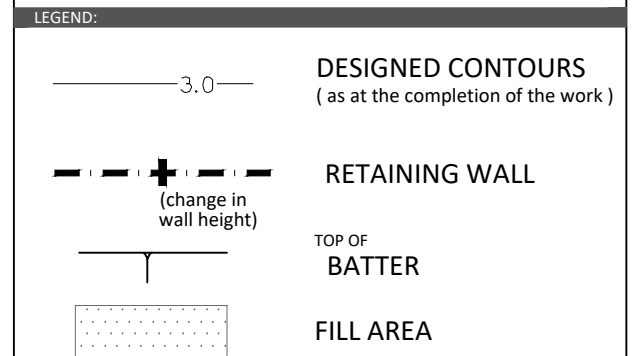 LEGEND:
3.0
DESIGNED CONTOURS
( as at the completion of the work )
RETAINING WALL
(change in
wall height)
TOP OF
BATTER
FILL AREA